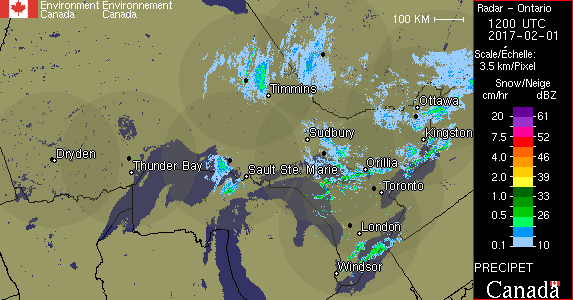 Environment Environnement
Canada Canada
100 KM
Radar - Ontario
1200 UTC
2017-02-01
Scale/Échelle:
3.5 km/Pixel
Snow/Neige
cm/hr dBZ
20 61
7.5 52
4.0 46
2.0 39
1.0 33
0.5 26
0.1 10
PRECIPET
Canada
Timmins
Ottawa
Sudbury
Kingston
Dryden
Thunder Bay
Sault Ste. Marie
Orillia
Toronto
London
Windsor